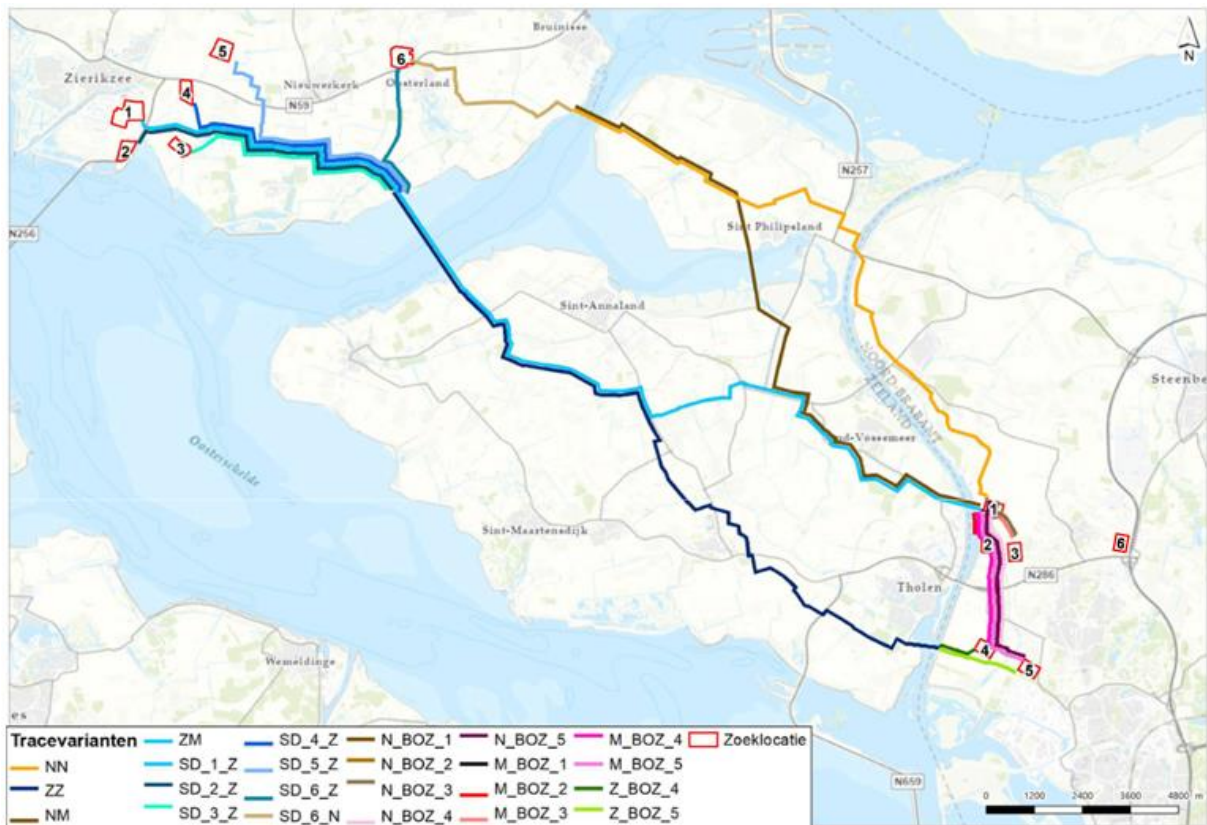 Bruinisse
N
5
6
Zierikzee
Nieuwerkerk
Oosterland
4
N59
1
N257
2
3
N256
Sint Philipsland
Sint-Annaland
NOORD-BRABANT
ZEELAND
Steenbe
ud-Vossemeer
Oosterschelde
1
Sint-Maartensdijk
2
3
6
N286
Tholen
4
Wemeldinge
5
es
N659
Tracevarianten
NN
ZZ
NM
ZM
SD_1_Z
SD_2_Z
SD_3_Z
SD_4_Z
SD_5_Z
SD_6_Z
SD_6_N
N_BOZ_1
N_BOZ_2
N_BOZ_3
N_BOZ_4
N_BOZ_5
M_BOZ_1
M_BOZ_2
M_BOZ_3
M_BOZ_4
M_BOZ_5
Z_BOZ_4
Z_BOZ_5
Zoeklocatie
0 1200 2400 3600 4800 m